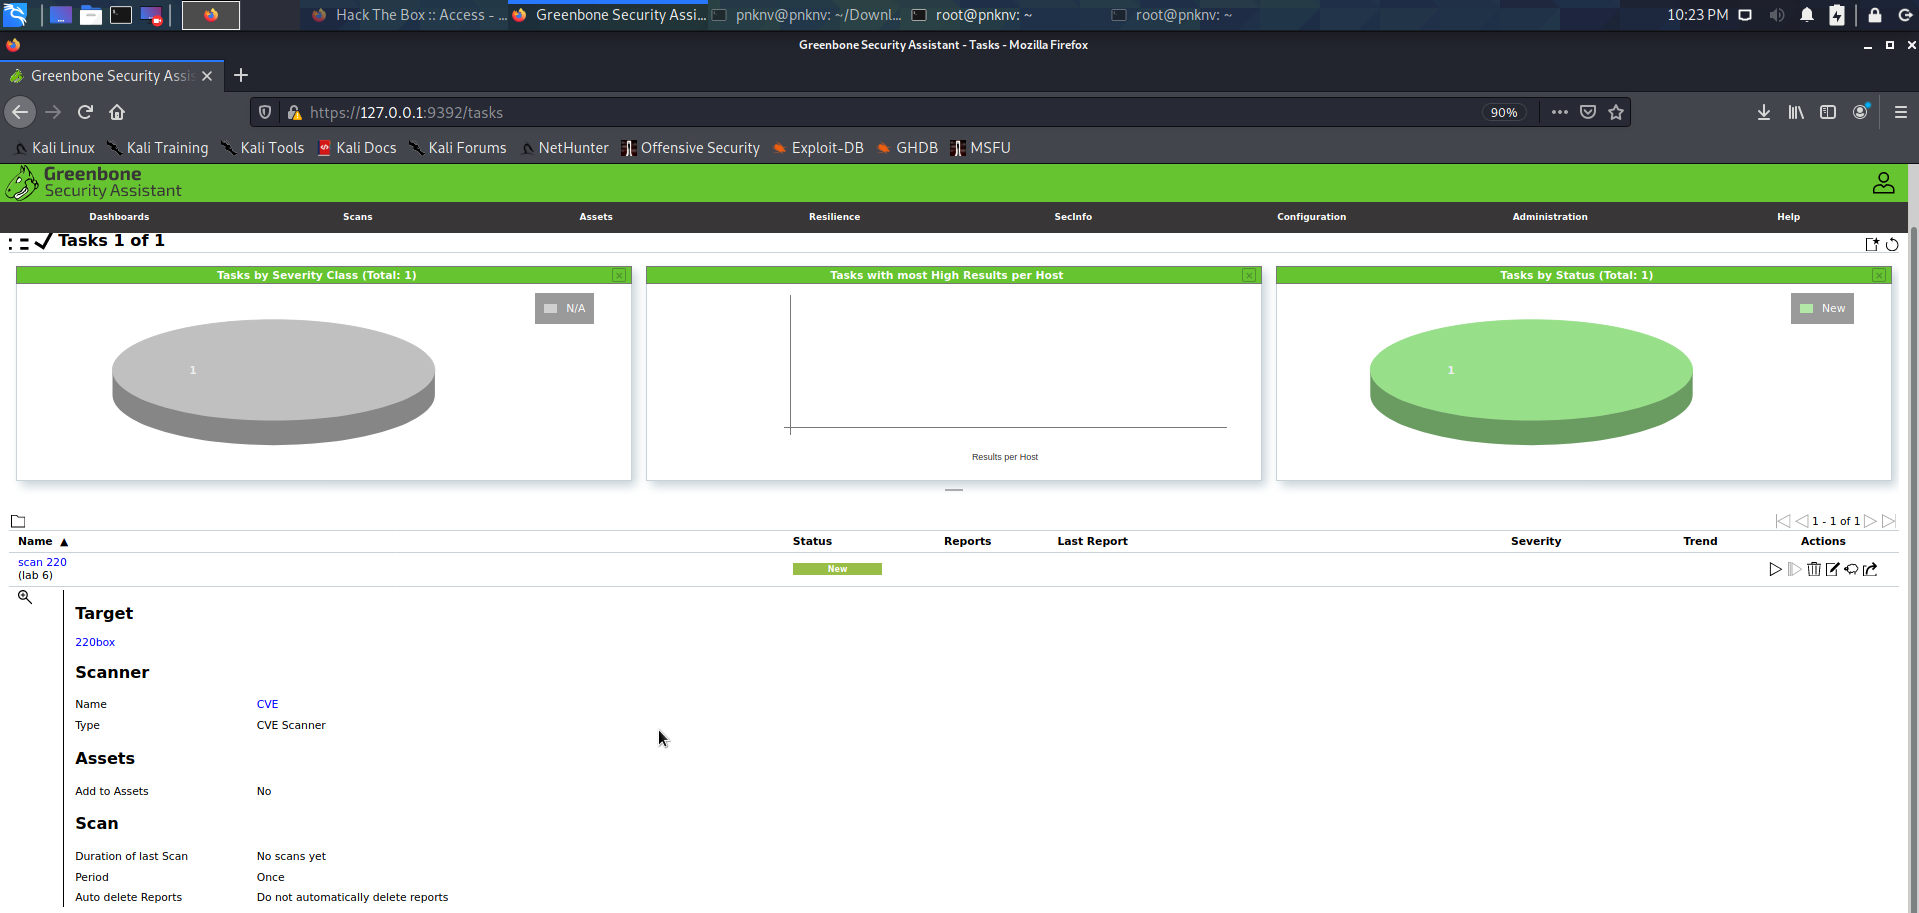 Hack The Box :: Access - ...
Greenbone Security Assi...
pnknv@pnknv: ~/Downl...
root@pnknv: ~
root@pnknv: ~
10:23 PM
Greenbone Security Assistant - Tasks - Mozilla Firefox
Greenbone Security Assis
https://127.0.0.1:9392/tasks
90%
Kali Linux
Kali Training
Kali Tools
Kali Docs
Kali Forums
NetHunter
Offensive Security
Exploit-DB
GHDB
MSFU
Greenbone
Security Assistant
Dashboards
Scans
Assets
Resilience
SecInfo
Configuration
Administration
Help
Tasks 1 of 1
Tasks by Severity Class (Total: 1)
N/A
1
Tasks with most High Results per Host
Results per Host
Tasks by Status (Total: 1)
New
1
1 - 1 of 1
Name ▲ Status Reports Last Report Severity Trend Actions
scan 220
(lab 6)
New
Target
220box
Scanner
Name CVE
Type CVE Scanner
Assets
Add to Assets No
Scan
Duration of last Scan No scans yet
Period Once
Auto delete Reports Do not automatically delete reports